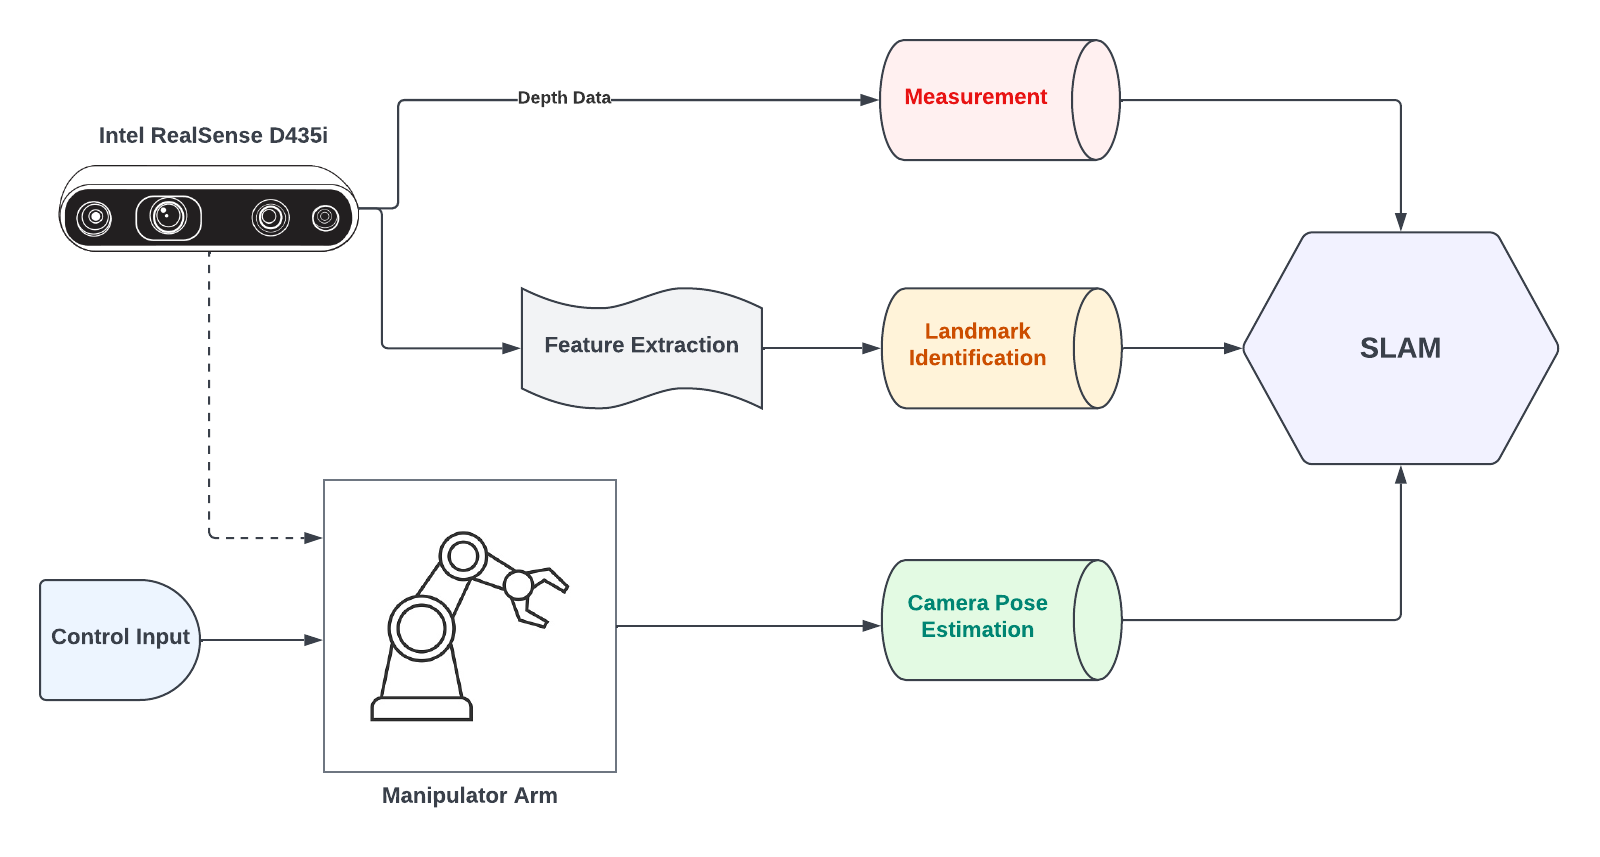 Depth Data
Measurement
Intel RealSense D435i
Feature Extraction
Landmark
Identification
SLAM
Control Input
Camera Pose
Estimation
Manipulator Arm